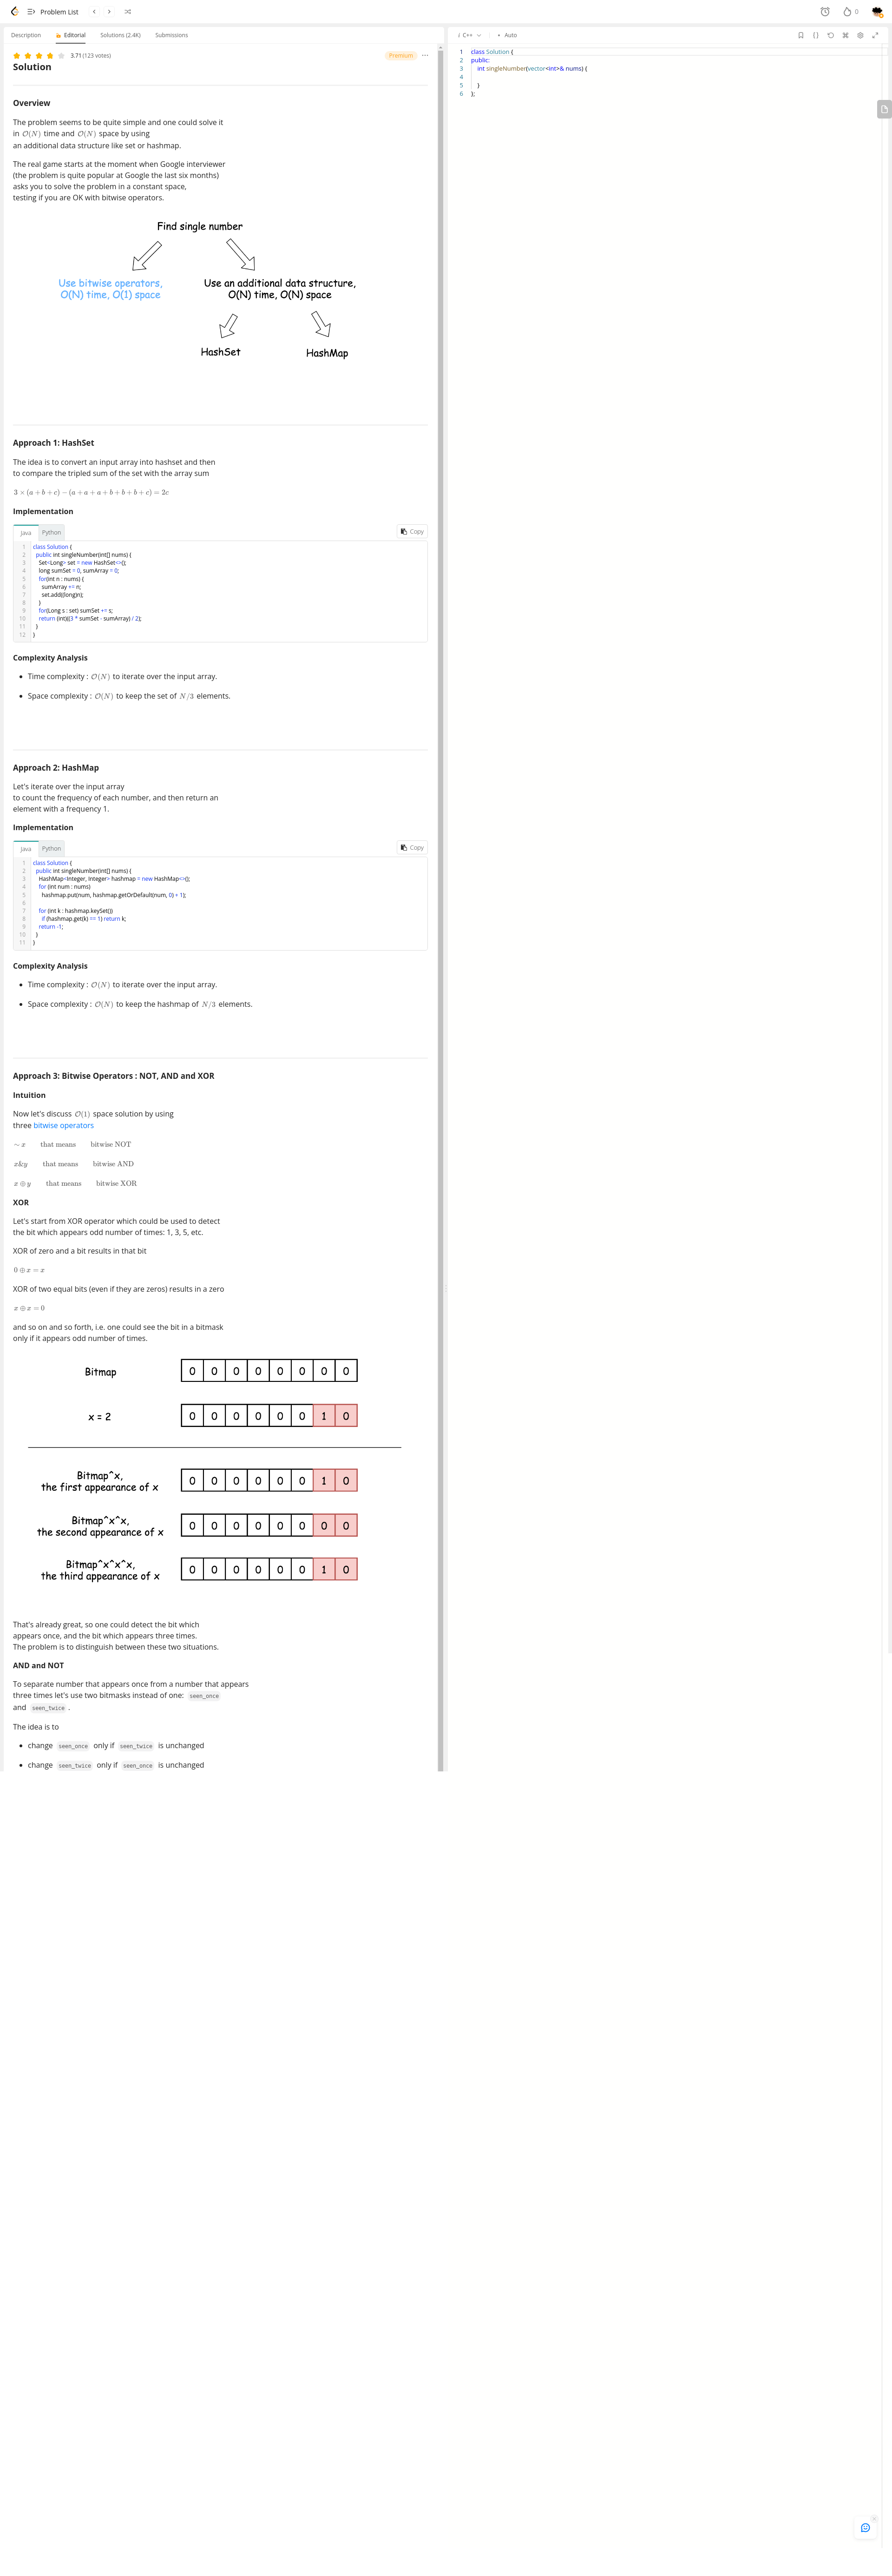 Problem List
0
Description
Editorial
Solutions (2.4K)
Submissions
3.71 (123 votes)
Premium
Solution
Overview
The problem seems to be quite simple and one could solve it
in O(N) time and O(N) space by using
an additional data structure like set or hashmap.
The real game starts at the moment when Google interviewer
(the problem is quite popular at Google the last six months)
asks you to solve the problem in a constant space,
testing if you are OK with bitwise operators.
Find single number
Use bitwise operators,
O(N) time, O(1) space
Use an additional data structure,
O(N) time, O(N) space
HashSet
HashMap
Approach 1: HashSet
The idea is to convert an input array into hashset and then
to compare the tripled sum of the set with the array sum
3 × (a + b + c) − (a + a + a + b + b + b + c) = 2c
Implementation
Java
Python
Copy
1 class Solution {
2 public int singleNumber(int[] nums) {
3 Set<Long> set = new HashSet<>();
4 long sumSet = 0, sumArray = 0;
5 for(int n : nums) {
6 sumArray += n;
7 set.add((long)n);
8 }
9 for(Long s : set) sumSet += s;
10 return (int)((3 * sumSet - sumArray) / 2);
11 }
12 }
Complexity Analysis
• Time complexity : O(N) to iterate over the input array.
• Space complexity : O(N) to keep the set of N/3 elements.
Approach 2: HashMap
Let's iterate over the input array
to count the frequency of each number, and then return an
element with a frequency 1.
Implementation
Java
Python
Copy
1 class Solution {
2 public int singleNumber(int[] nums) {
3 HashMap<Integer, Integer> hashmap = new HashMap<>();
4 for (int num : nums)
5 hashmap.put(num, hashmap.getOrDefault(num, 0) + 1);
6
7 for (int k : hashmap.keySet())
8 if (hashmap.get(k) == 1) return k;
9 return -1;
10 }
11 }
Complexity Analysis
• Time complexity : O(N) to iterate over the input array.
• Space complexity : O(N) to keep the hashmap of N/3 elements.
Approach 3: Bitwise Operators : NOT, AND and XOR
Intuition
Now let's discuss O(1) space solution by using
three bitwise operators
∼ x that means bitwise NOT
x&y that means bitwise AND
x ⊕ y that means bitwise XOR
XOR
Let's start from XOR operator which could be used to detect
the bit which appears odd number of times: 1, 3, 5, etc.
XOR of zero and a bit results in that bit
0 ⊕ x = x
XOR of two equal bits (even if they are zeros) results in a zero
x ⊕ x = 0
and so on and so forth, i.e. one could see the bit in a bitmask
only if it appears odd number of times.
Bitmap 0 0 0 0 0 0 0 0
x = 2 0 0 0 0 0 0 1 0
Bitmap^x,
the first appearance of x 0 0 0 0 0 0 1 0
Bitmap^x^x,
the second appearance of x 0 0 0 0 0 0 0 0
Bitmap^x^x^x,
the third appearance of x 0 0 0 0 0 0 1 0
That's already great, so one could detect the bit which
appears once, and the bit which appears three times.
The problem is to distinguish between these two situations.
AND and NOT
To separate number that appears once from a number that appears
three times let's use two bitmasks instead of one: seen_once
and seen_twice .
The idea is to
• change seen_once only if seen_twice is unchanged
• change seen_twice only if seen_once is unchanged
i C++
• Auto
1 class Solution {
2 public:
3 int singleNumber(vector<int>& nums) {
4
5 }
6 };